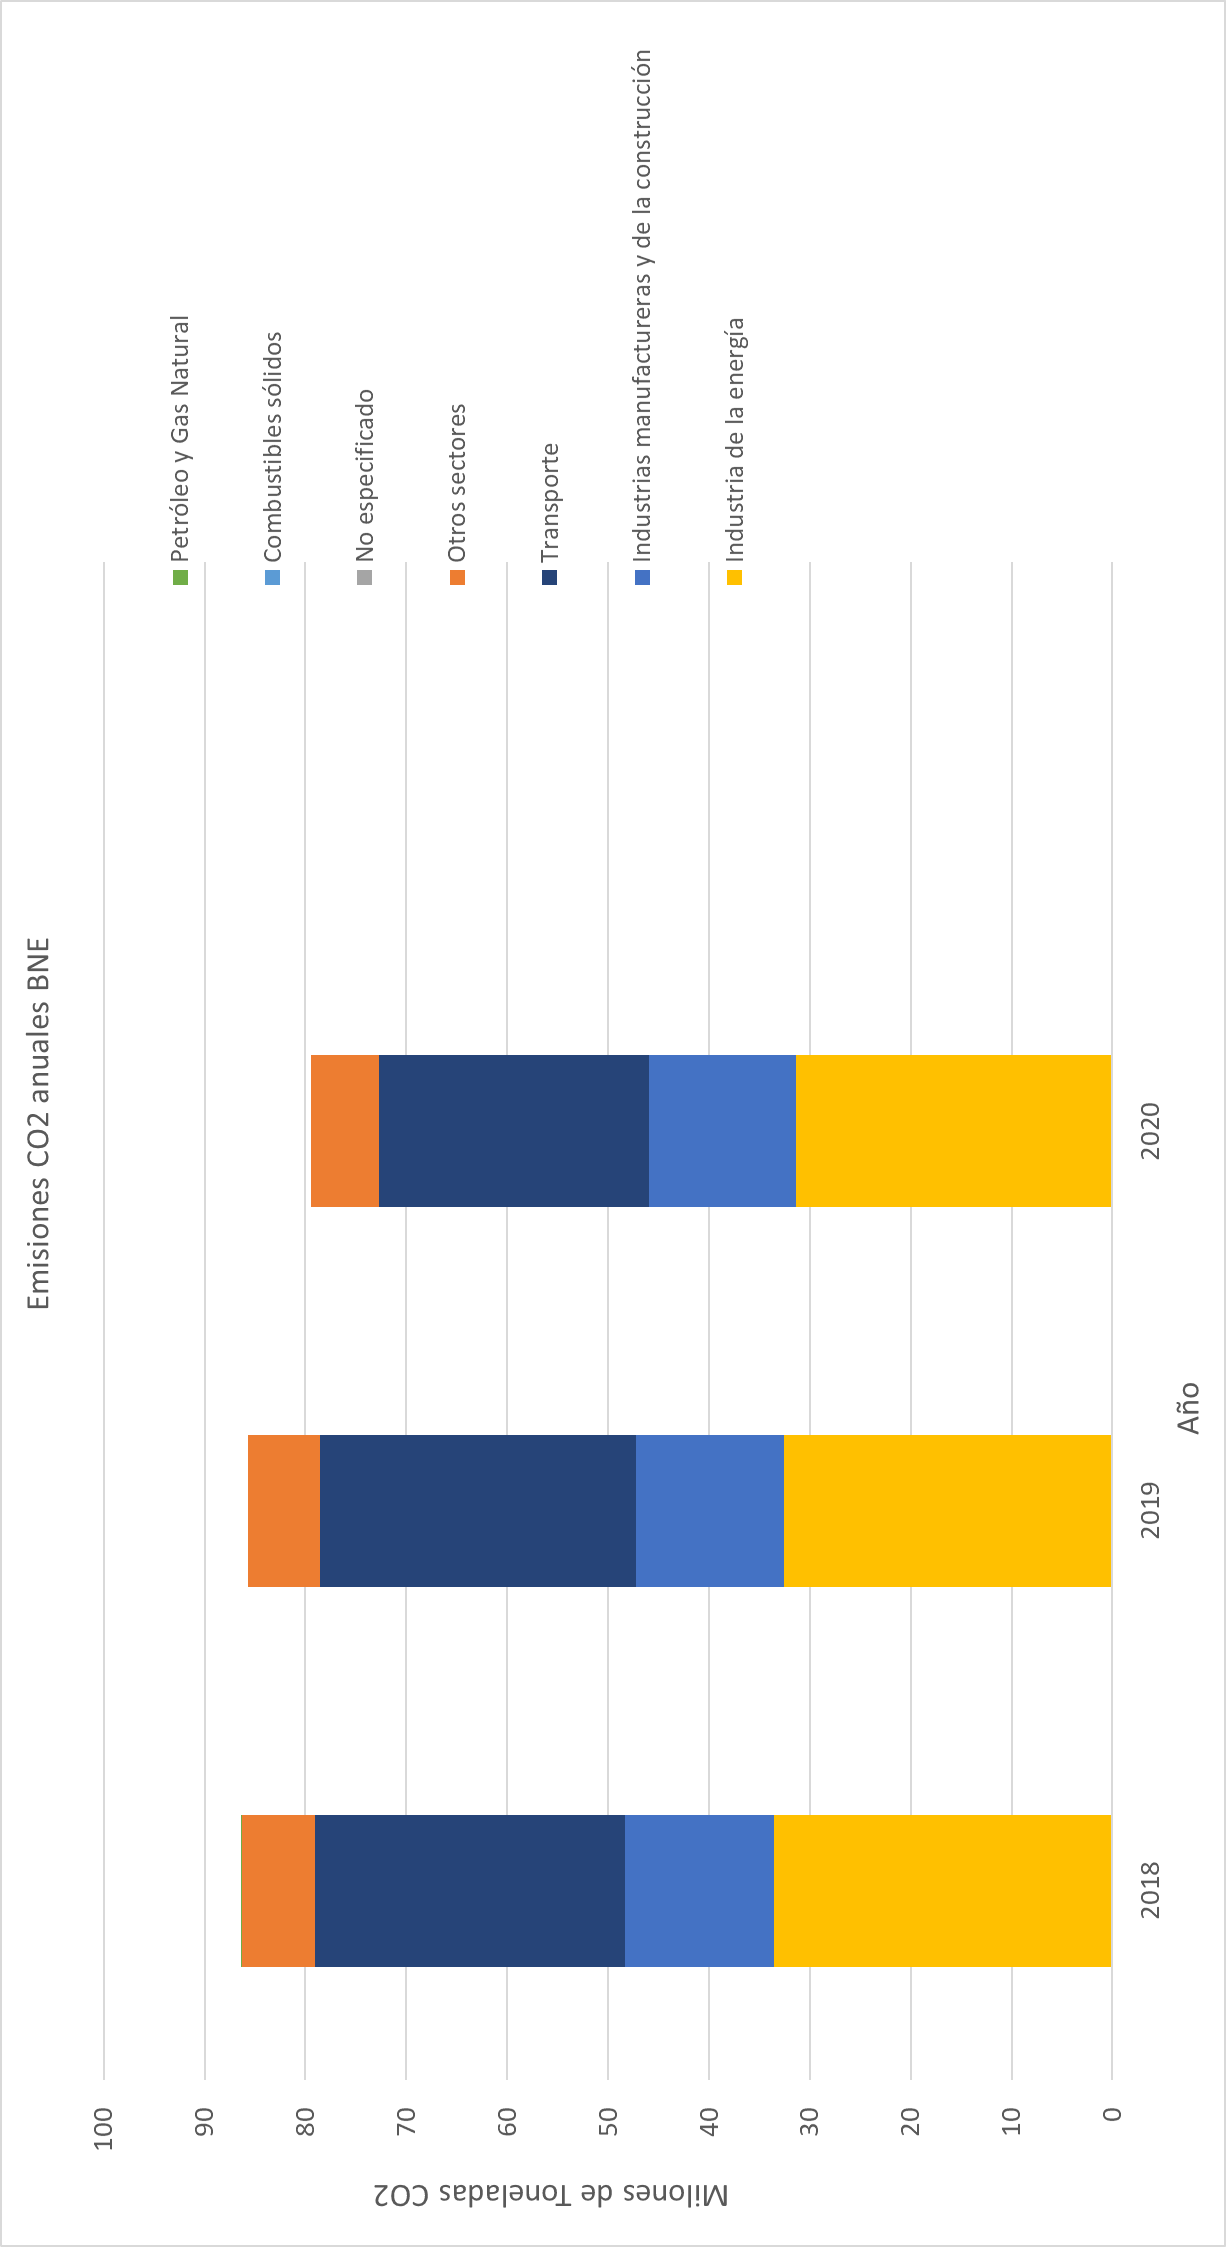 Emisiones CO2 anuales BNE
Milones de Toneladas CO2
100
90
80
70
60
50
40
30
20
10
0
2018
2019
2020
Año
Petróleo y Gas Natural
Combustibles sólidos
No especificado
Otros sectores
Transporte
Industrias manufactureras y de la construcción
Industria de la energía